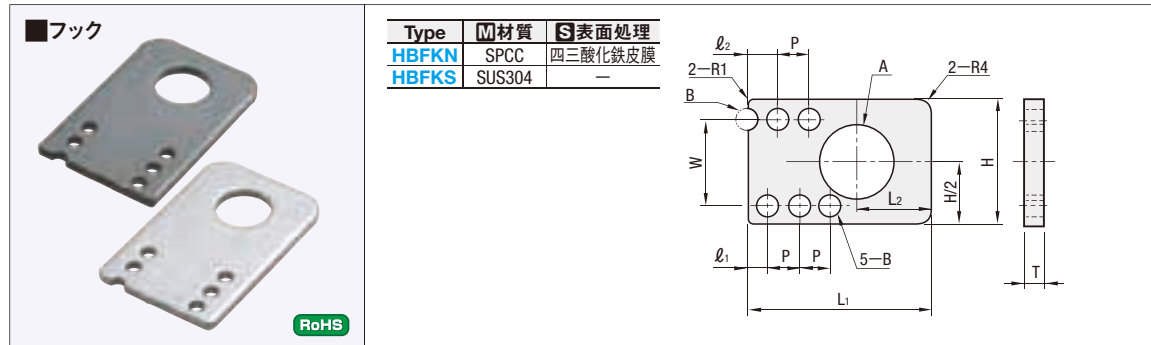 ■フック
RoHS
Type M材質 S表面処理
HBFKN SPCC 四三酸化鉄皮膜
HBFKS SUS304 －
ℓ2 P
2－R1 A 2－R4
B
W H
H/2
L2
ℓ1 P P 5－B T
L1